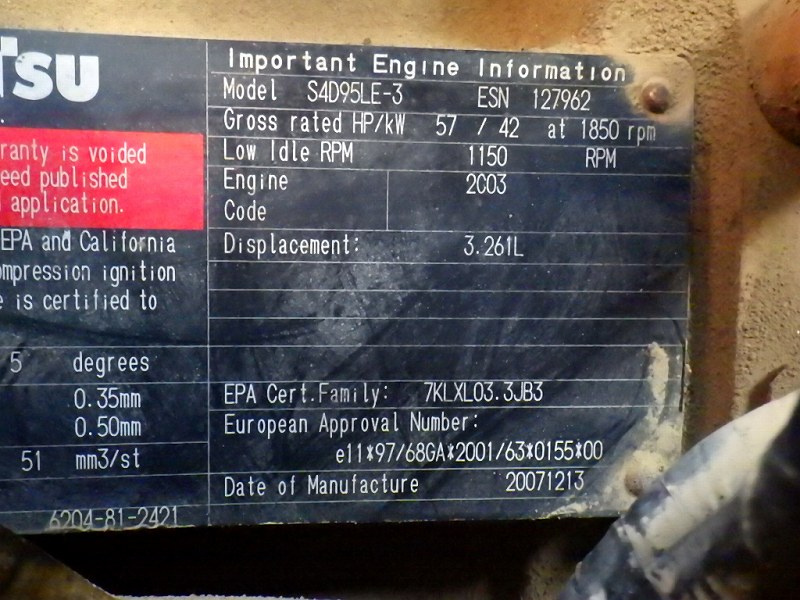 TSU
ranty is voided
eed published
application.
EPA and California
ompression ignition
e is certified to
5 degrees
0.35mm
0.50mm
51 mm3/st
6204-81-2421
Important Engine Information
Model S4D95LE-3 ESN 127962
Gross rated HP/kW 57 / 42 at 1850 rpm
Low Idle RPM 1150 RPM
Engine 2C03
Code
Displacement: 3.261L
EPA Cert.Family: 7KLXL03.3JB3
European Approval Number:
e11*97/68GA*2001/63*0155*00
Date of Manufacture 20071213